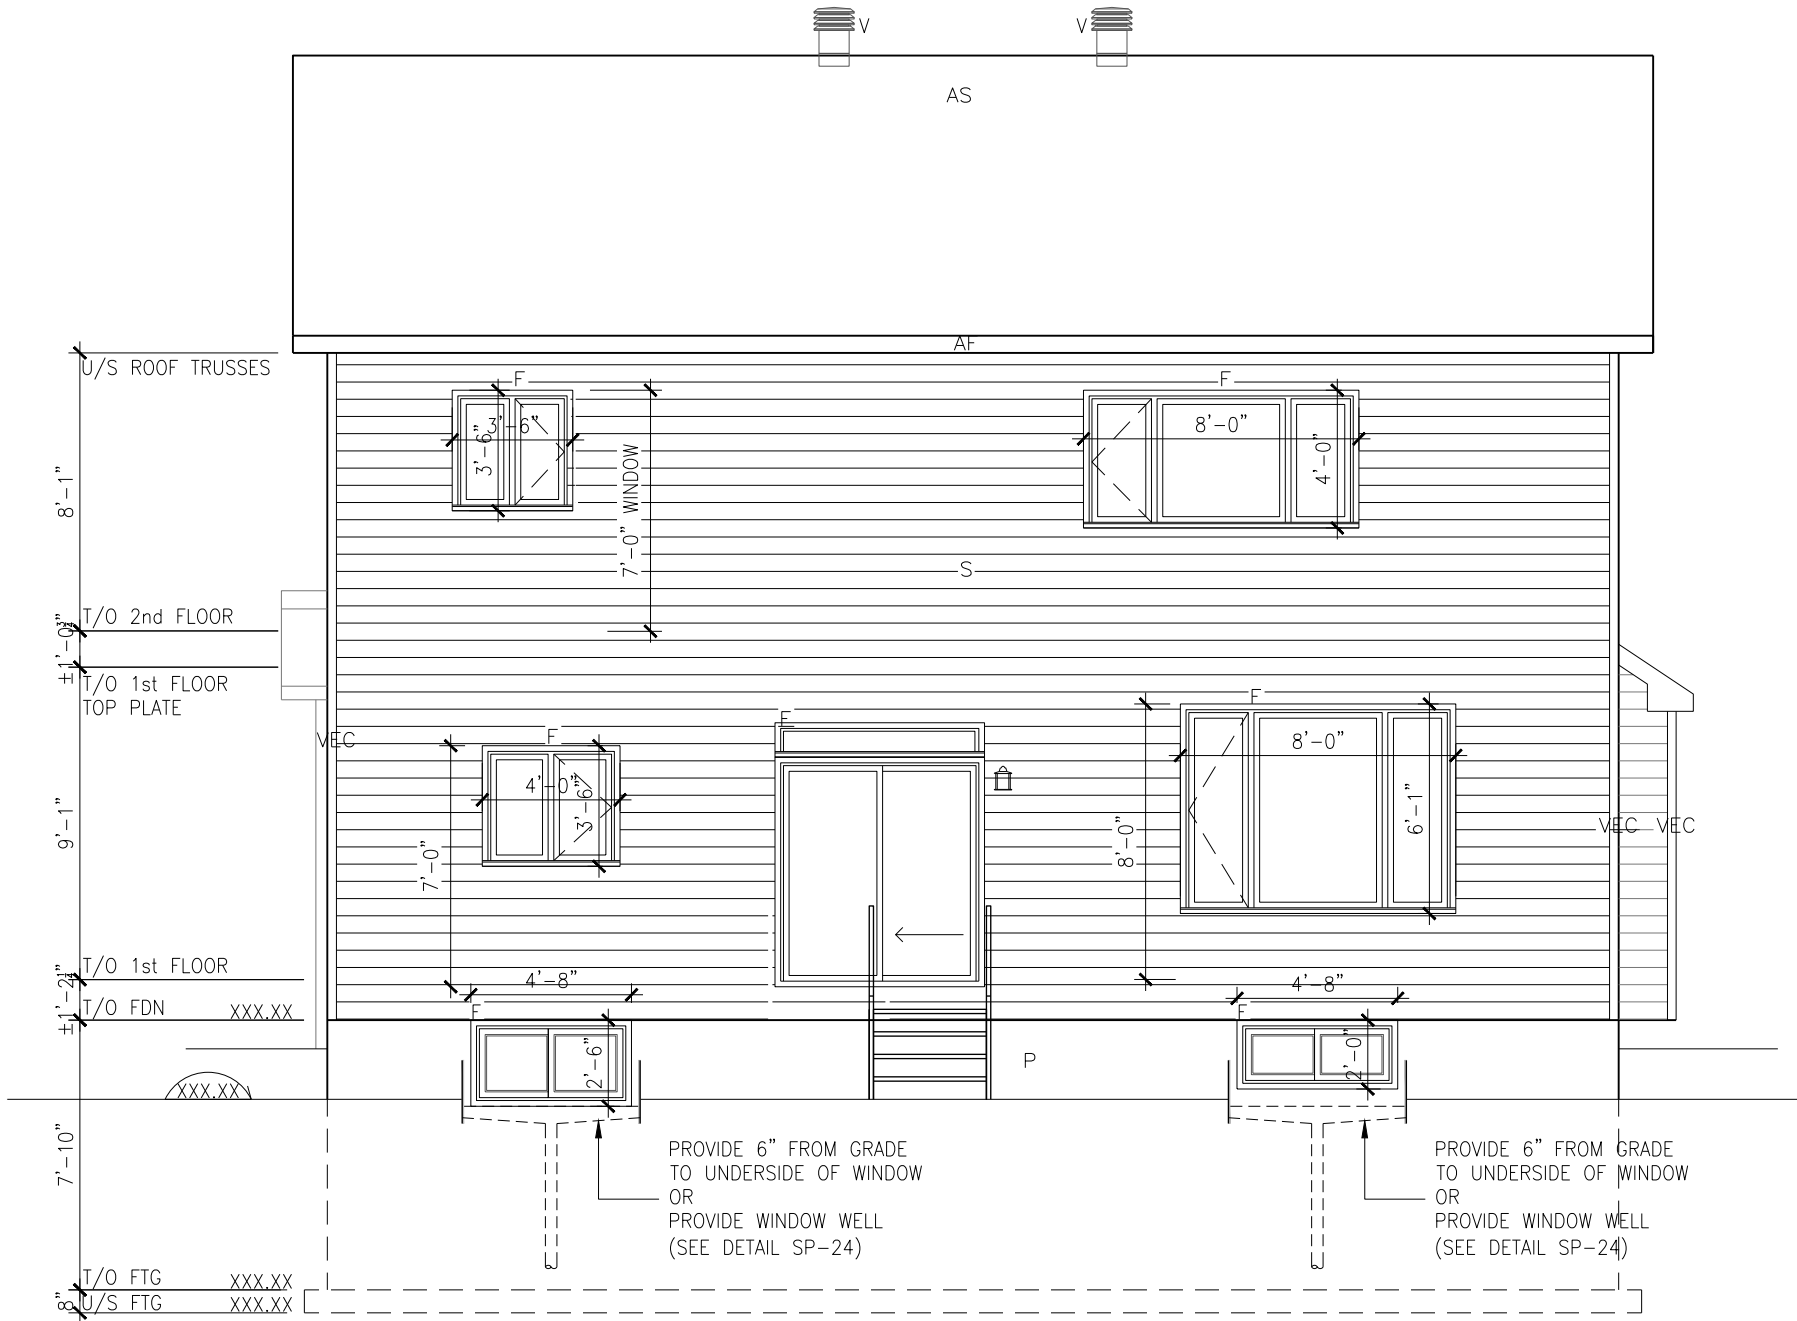 V
V
AS
AF
U/S ROOF TRUSSES
F
F
3'-6"
3'-6"
8'-0"
4'-0"
7'-0" WINDOW
8'-1"
S
T/O 2nd FLOOR
±1'-0¾"
T/O 1st FLOOR
TOP PLATE
VEC
F
F
F
4'-0"
3'-6"
8'-0"
6'-1"
7'-0"
8'-0"
9'-1"
VEC
VEC
T/O 1st FLOOR
±1'-2½"
T/O FDN XXX.XX
4'-8"
4'-8"
F
F
2'-6"
2'-0"
P
XXX.XX
7'-10"
PROVIDE 6" FROM GRADE
TO UNDERSIDE OF WINDOW
OR
PROVIDE WINDOW WELL
(SEE DETAIL SP-24)
PROVIDE 6" FROM GRADE
TO UNDERSIDE OF WINDOW
OR
PROVIDE WINDOW WELL
(SEE DETAIL SP-24)
T/O FTG XXX.XX
8"
U/S FTG XXX.XX